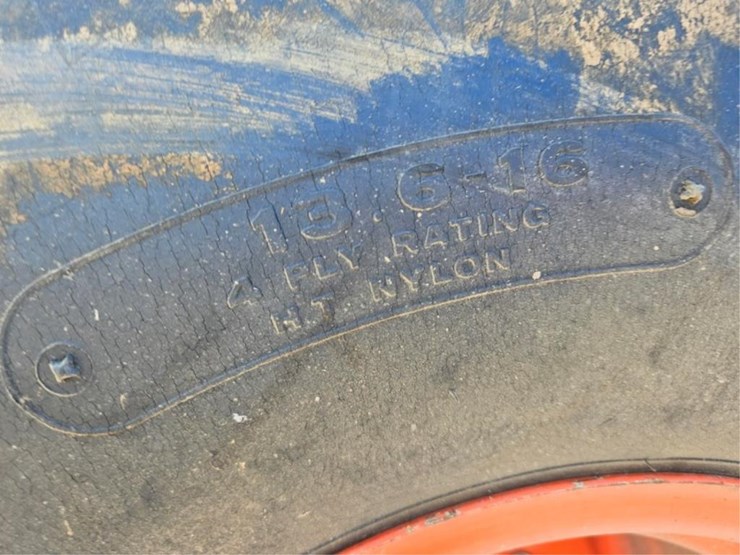 13.6-16
4 PLY RATING
H.T. NYLON